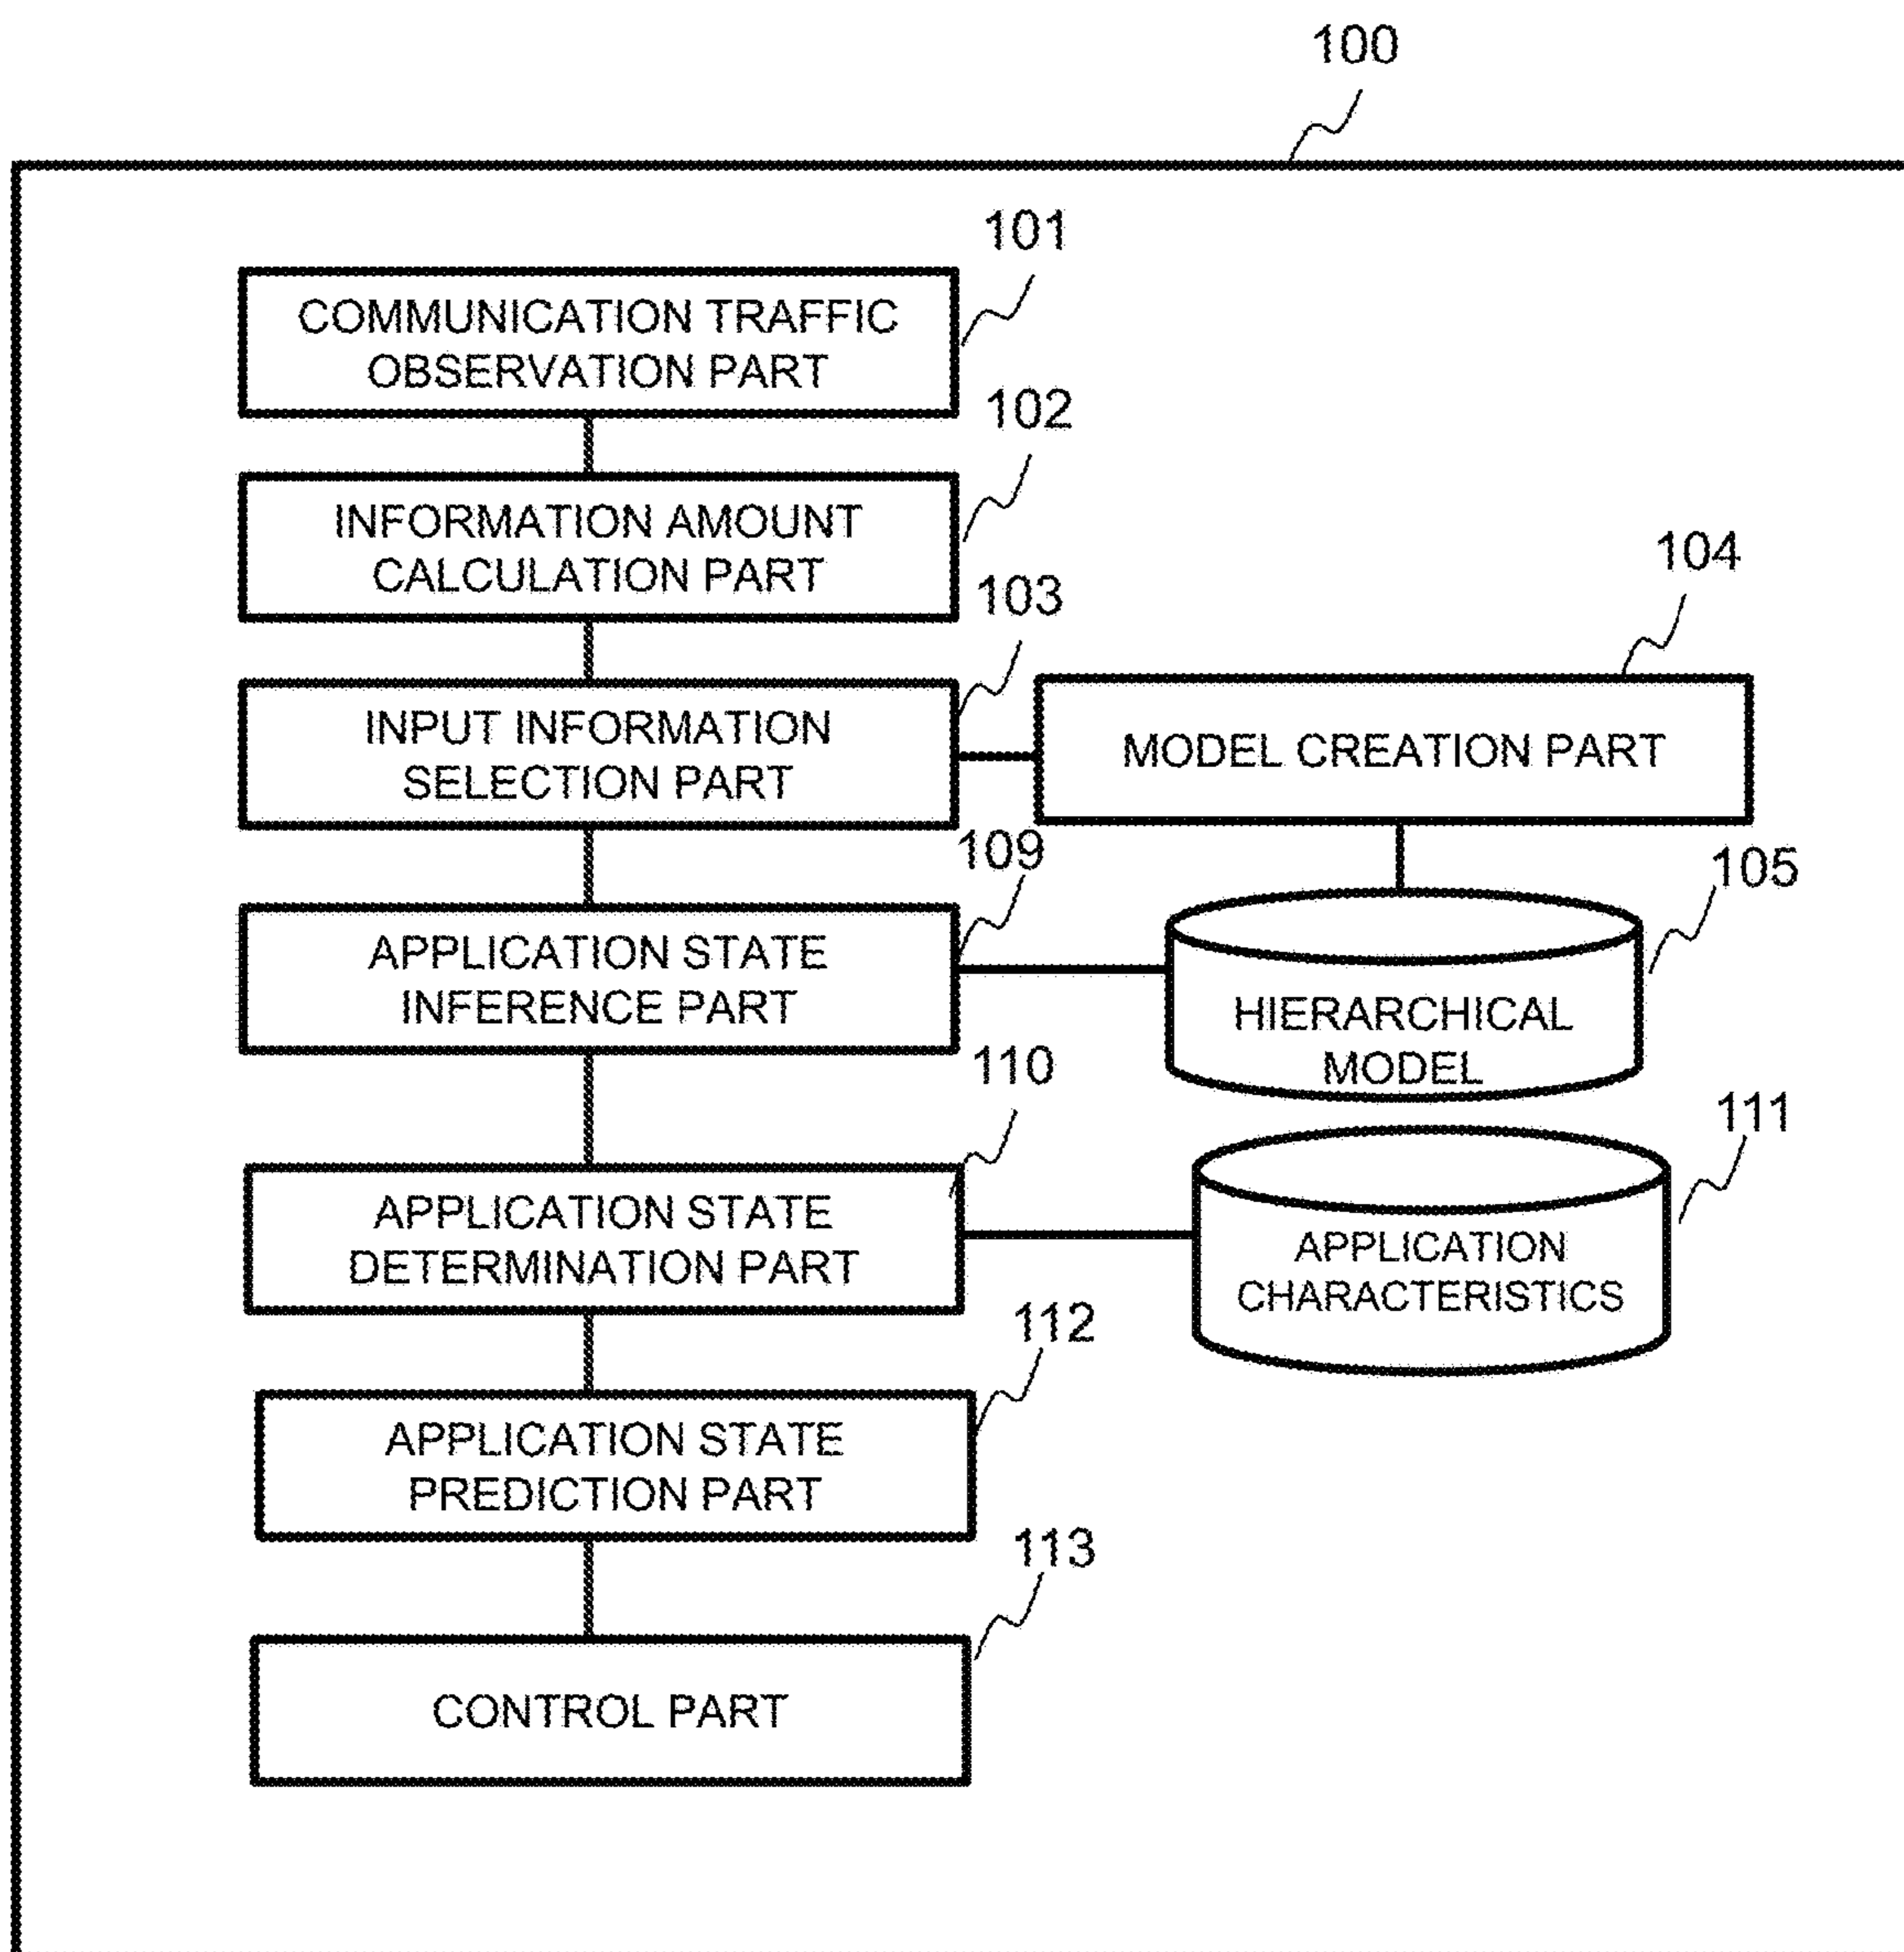 100
101
COMMUNICATION TRAFFIC
OBSERVATION PART
102
INFORMATION AMOUNT
CALCULATION PART
103
INPUT INFORMATION
SELECTION PART
104
MODEL CREATION PART
109
APPLICATION STATE
INFERENCE PART
105
HIERARCHICAL
MODEL
110
APPLICATION STATE
DETERMINATION PART
111
APPLICATION
CHARACTERISTICS
112
APPLICATION STATE
PREDICTION PART
113
CONTROL PART